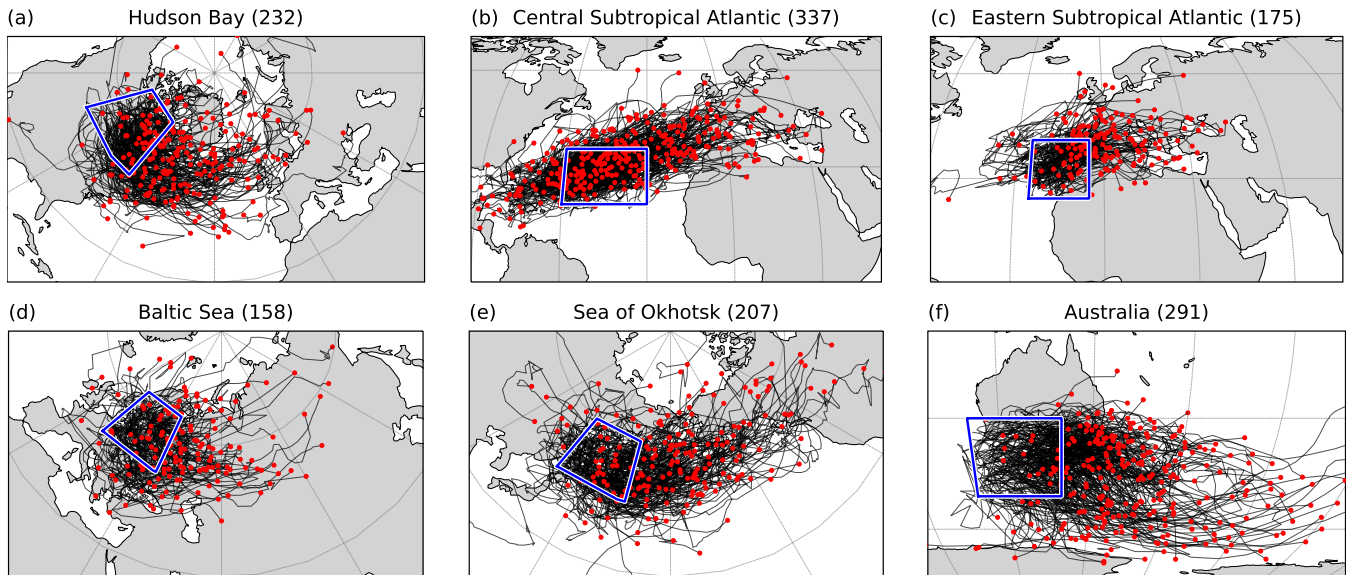 (a) Hudson Bay (232)
(b) Central Subtropical Atlantic (337)
(c) Eastern Subtropical Atlantic (175)
(d) Baltic Sea (158)
(e) Sea of Okhotsk (207)
(f) Australia (291)